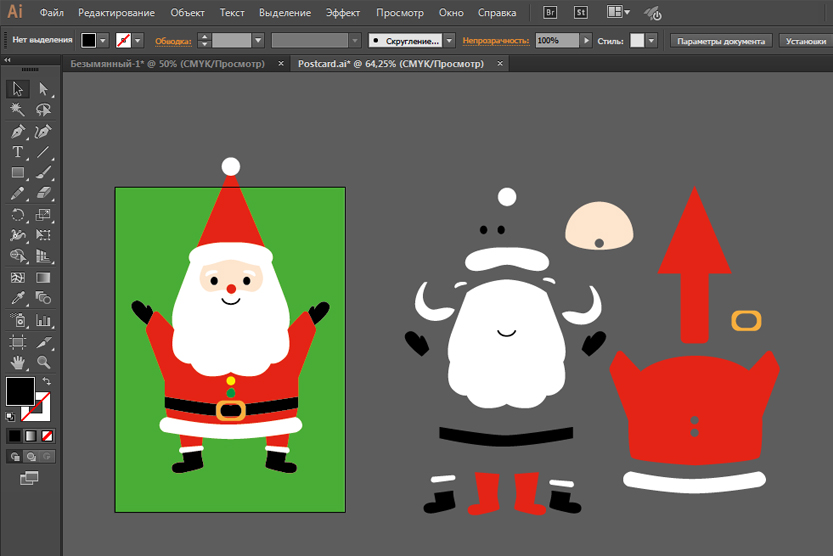 Ai Файл Редактирование Объект Текст Выделение Эффект Просмотр Окно Справка Br St
Нет выделения Обводка: Скругление... Непрозрачность: 100% Стиль: Параметры документа Установки
Безымянный-1* @ 50% (CMYK/Просмотр) × Postcard.ai* @ 64,25% (CMYK/Просмотр) ×
T